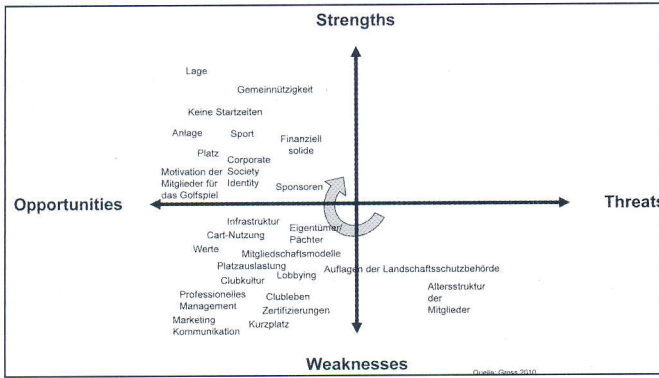 Strengths
Lage
Gemeinnützigkeit
Keine Startzeiten
Anlage
Sport
Finanziell
solide
Platz
Corporate
Society
Identity
Motivation der
Mitglieder für
das Golfspiel
Sponsoren
Opportunities
Threats
Infrastruktur
Cart-Nutzung
Eigentümer/
Pächter
Werte
Mitgliedschaftsmodelle
Platzauslastung
Lobbying
Auflagen der Landschaftsschutzbehörde
Clubkultur
Altersstruktur
der
Mitglieder
Professionelles
Management
Clubleben
Zertifizierungen
Marketing
Kommunikation
Kurzplatz
Weaknesses
Quelle: Gross 2010